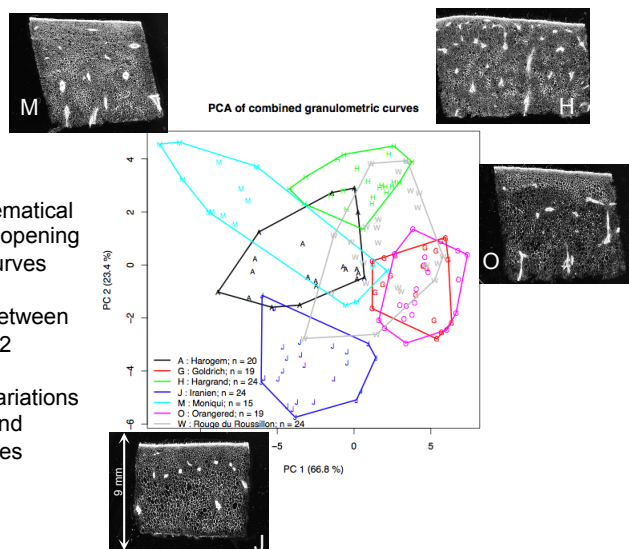 M
H
PCA of combined granulometric curves
ematical
opening
urves
etween
2
ariations
nd
es
O
PC 2 (23.4 %)
4
2
0
-2
-4
-6
A : Harogem; n = 20
G : Goldrich; n = 19
H : Hargrand; n = 24
J : Iranien; n = 24
M : Moniqui; n = 15
O : Orangered; n = 19
W : Rouge du Roussillon; n = 24
-5
0
5
PC 1 (66.8 %)
9 mm
J